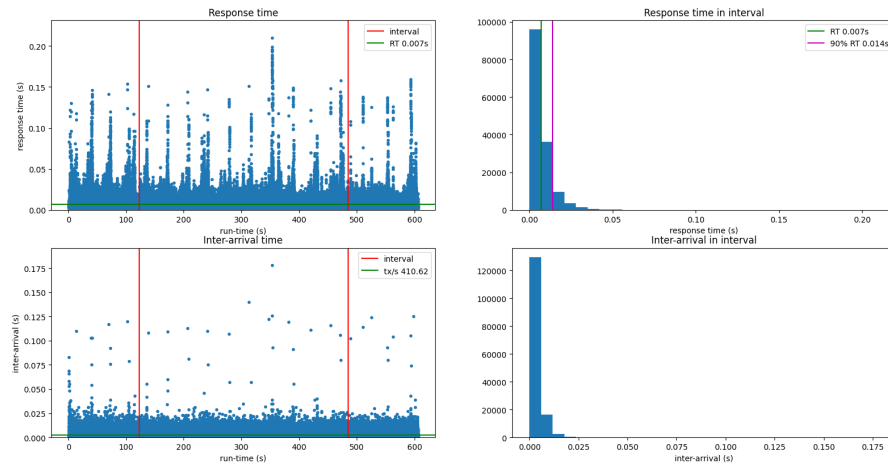 Response time
0.20
0.15
0.10
0.05
0.00
response time (s)
0 100 200 300 400 500 600
run-time (s)
interval
RT 0.007s
Response time in interval
100000
80000
60000
40000
20000
0
0.00 0.05 0.10 0.15 0.20
response time (s)
RT 0.007s
90% RT 0.014s
Inter-arrival time
0.175
0.150
0.125
0.100
0.075
0.050
0.025
0.000
inter-arrival (s)
0 100 200 300 400 500 600
run-time (s)
interval
tx/s 410.62
Inter-arrival in interval
120000
100000
80000
60000
40000
20000
0
0.000 0.025 0.050 0.075 0.100 0.125 0.150 0.175
inter-arrival (s)